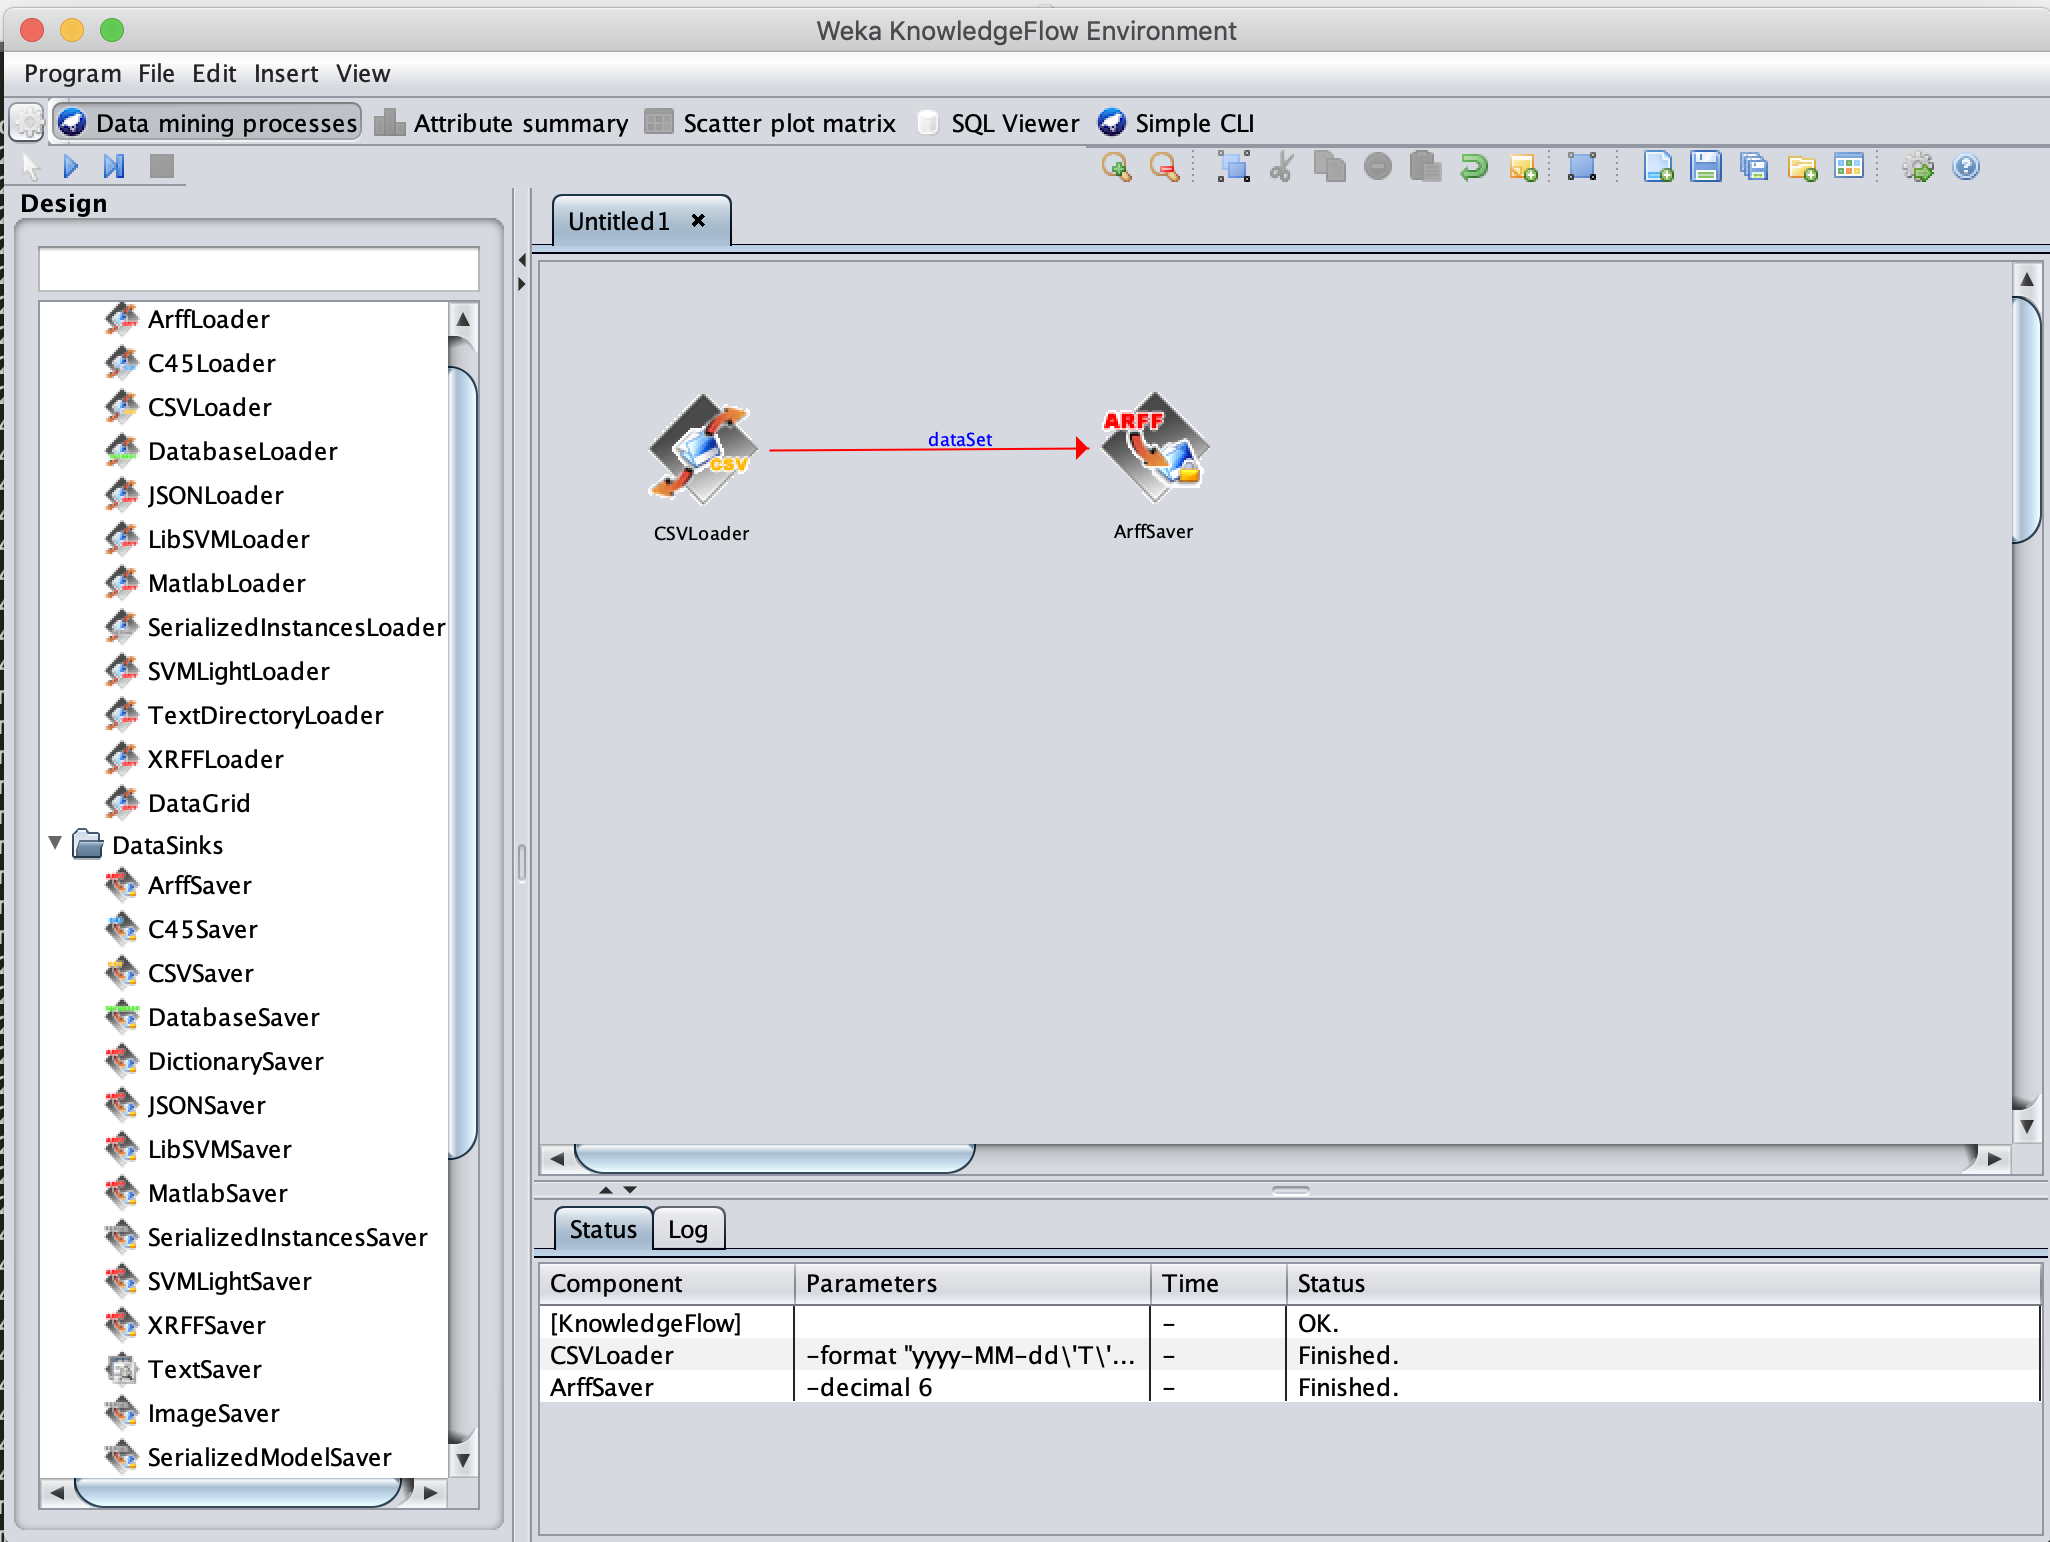 Weka KnowledgeFlow Environment
Program File Edit Insert View
Data mining processes Attribute summary Scatter plot matrix SQL Viewer Simple CLI
Design
Untitled1
ArffLoader
C45Loader
CSVLoader
DatabaseLoader
JSONLoader
LibSVMLoader
MatlabLoader
SerializedInstancesLoader
SVMLightLoader
TextDirectoryLoader
XRFFLoader
DataGrid
DataSinks
ArffSaver
C45Saver
CSVSaver
DatabaseSaver
DictionarySaver
JSONSaver
LibSVMSaver
MatlabSaver
SerializedInstancesSaver
SVMLightSaver
XRFFSaver
TextSaver
ImageSaver
SerializedModelSaver
CSV
dataSet
ARFF
CSVLoader
ArffSaver
Status Log
Component Parameters Time Status
[KnowledgeFlow] – OK.
CSVLoader –format "yyyy–MM–dd\'T\'... – Finished.
ArffSaver –decimal 6 – Finished.